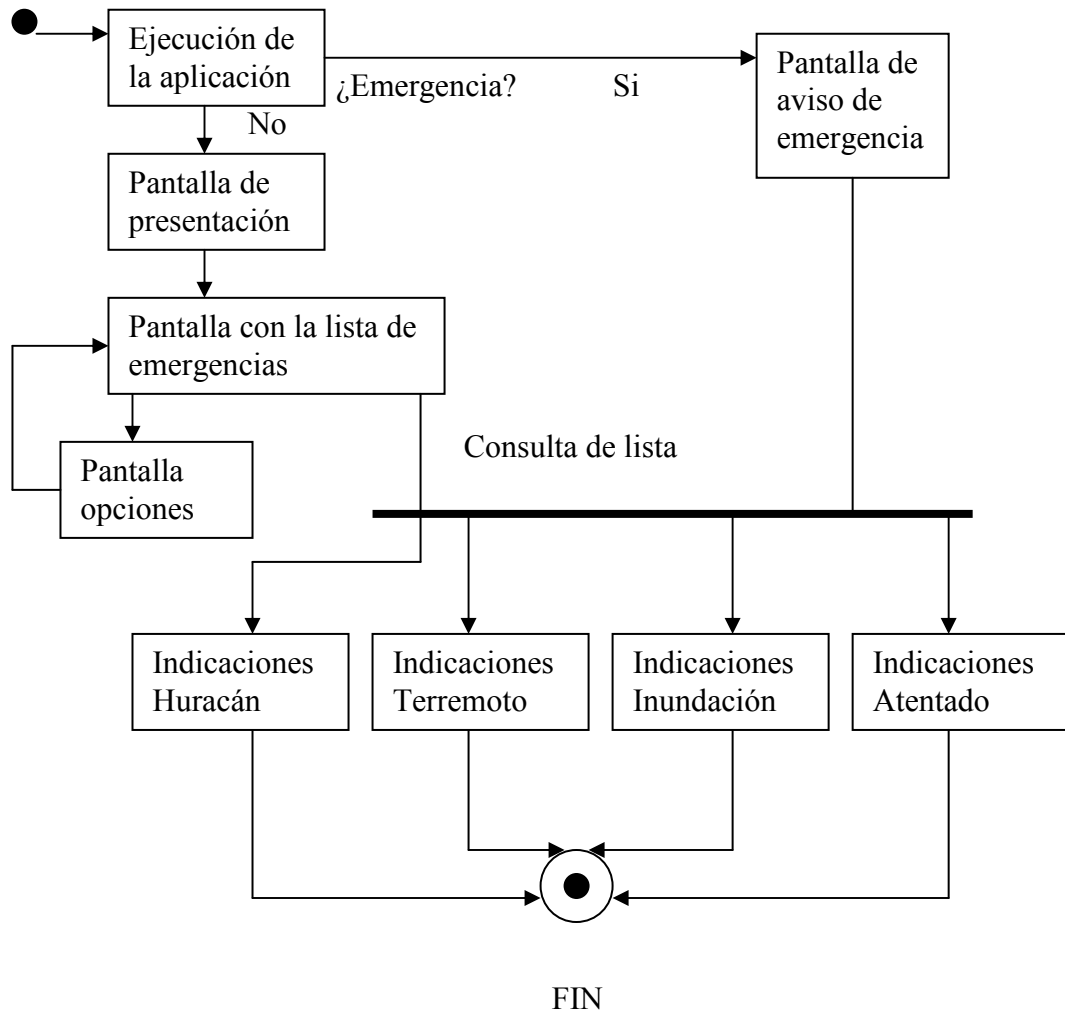 Ejecución de
la aplicación
¿Emergencia?
Si
Pantalla de
aviso de
emergencia
No
Pantalla de
presentación
Pantalla con la lista de
emergencias
Pantalla
opciones
Consulta de lista
Indicaciones
Huracán
Indicaciones
Terremoto
Indicaciones
Inundación
Indicaciones
Atentado
FIN